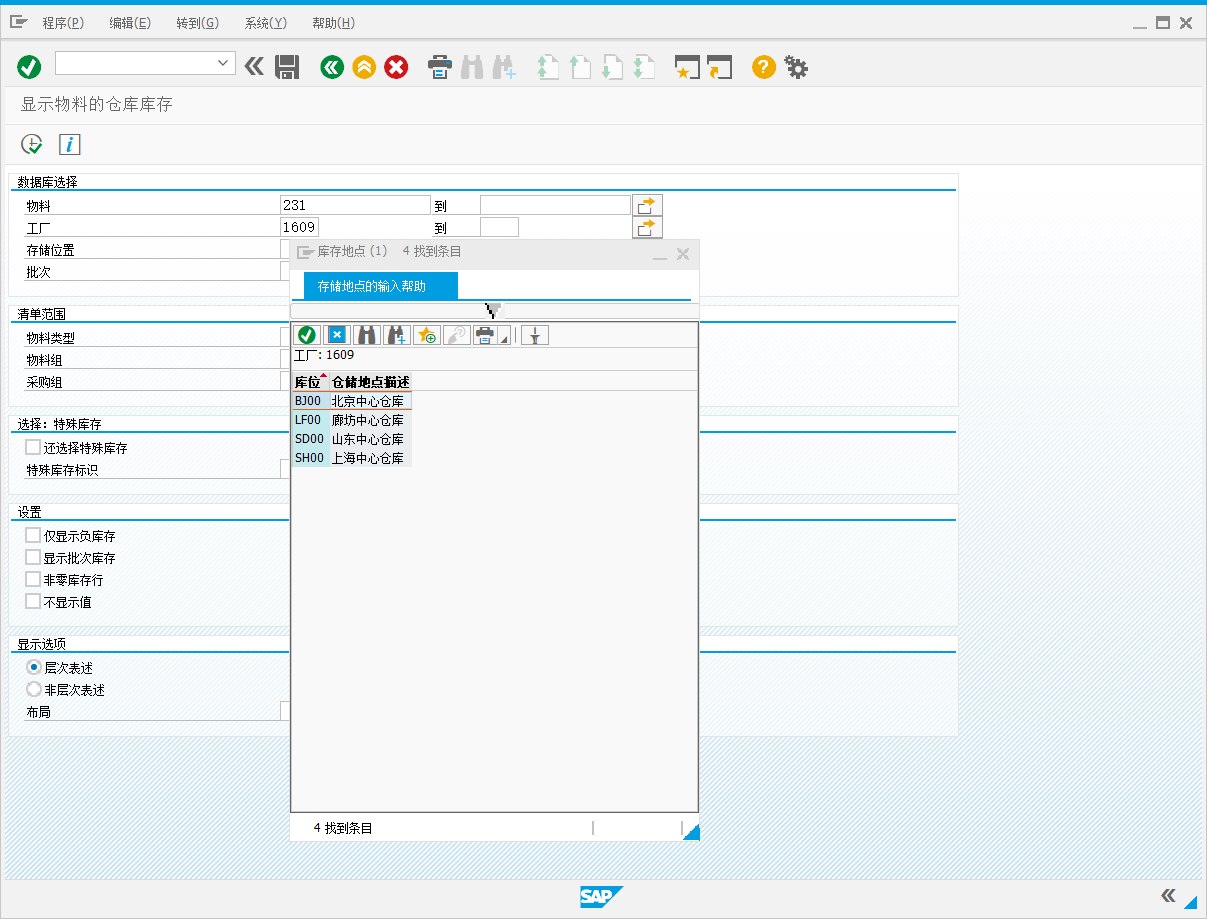 程序(P) 编辑(E) 转到(G) 系统(Y) 帮助(H)
显示物料的仓库库存
数据库选择
物料 231 到
工厂 1609 到
存储位置
批次
清单范围
物料类型
物料组
采购组
选择：特殊库存
还选择特殊库存
特殊库存标识
设置
仅显示负库存
显示批次库存
非零库存行
不显示值
显示选项
层次表述
非层次表述
布局
库存地点 (1) 4 找到条目
存储地点的输入帮助
工厂: 1609
库位 仓储地点描述
BJ00 北京中心仓库
LF00 廊坊中心仓库
SD00 山东中心仓库
SH00 上海中心仓库
4 找到条目
SAP